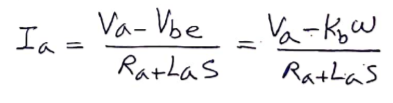 Ia = (Va - Vbe) / (Ra + Las) = (Va - Kbω) / (Ra + Las)